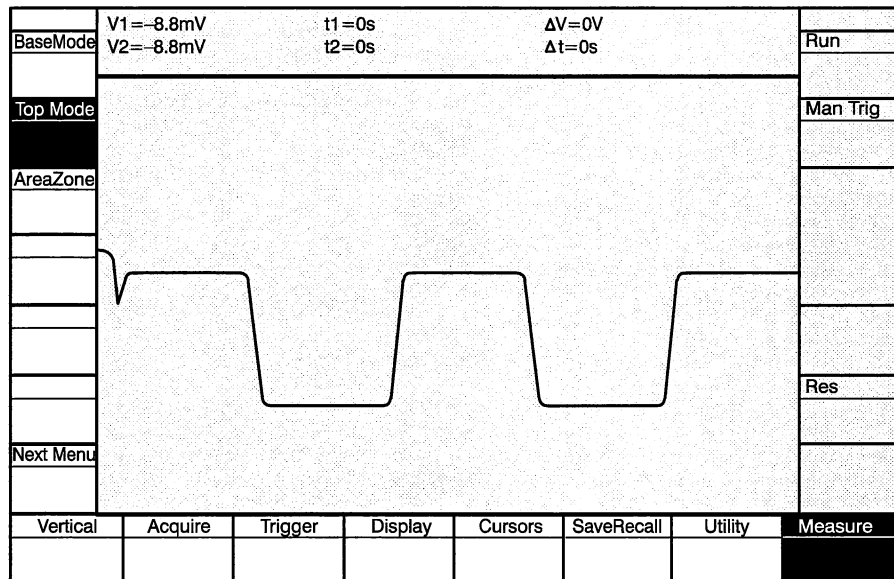 V1=–8.8mV t1=0s ΔV=0V
V2=–8.8mV t2=0s Δt=0s
BaseMode
Top Mode
AreaZone
Next Menu
Run
Man Trig
Res
Vertical Acquire Trigger Display Cursors SaveRecall Utility Measure